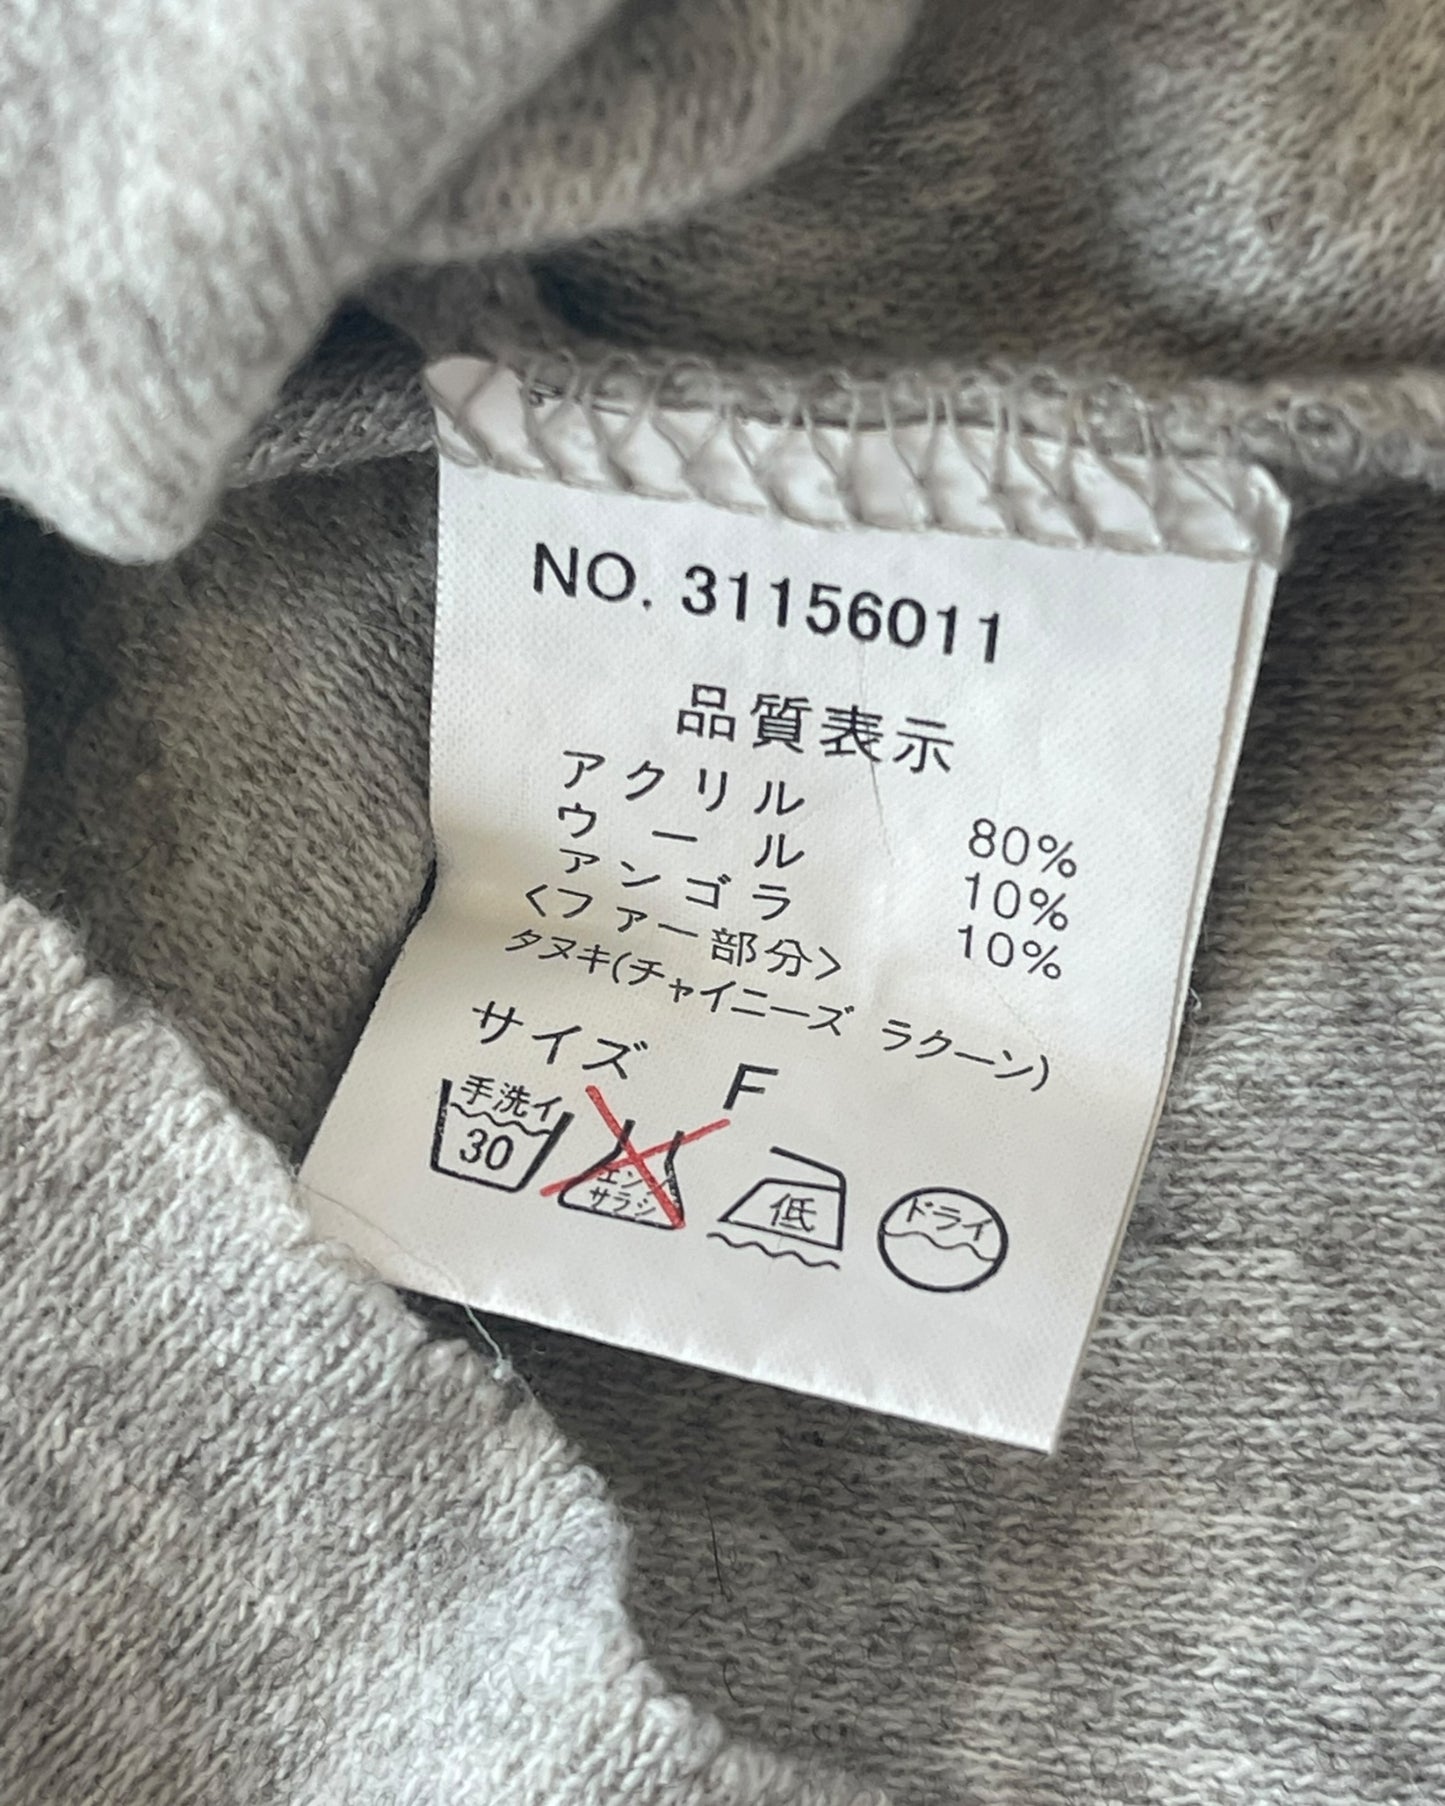 NO. 31156011
品質表示
アクリル 80%
ウール 10%
アンゴラ 10%
<ファー部分>
タヌキ(チャイニーズ ラクーン)
サイズ F
手洗イ
30
エンソ
サラシ
低
ドライ